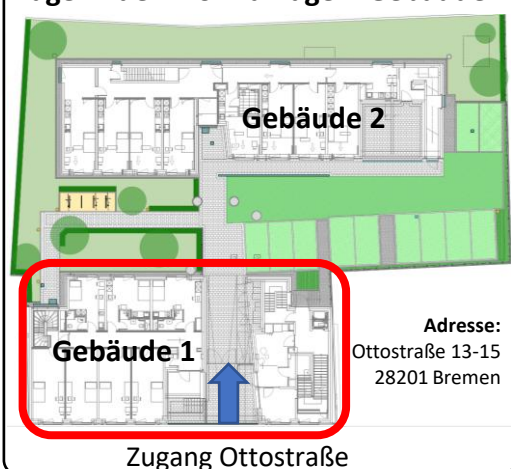 Gebäude 2
Gebäude 1
Adresse:
Ottostraße 13-15
28201 Bremen
Zugang Ottostraße